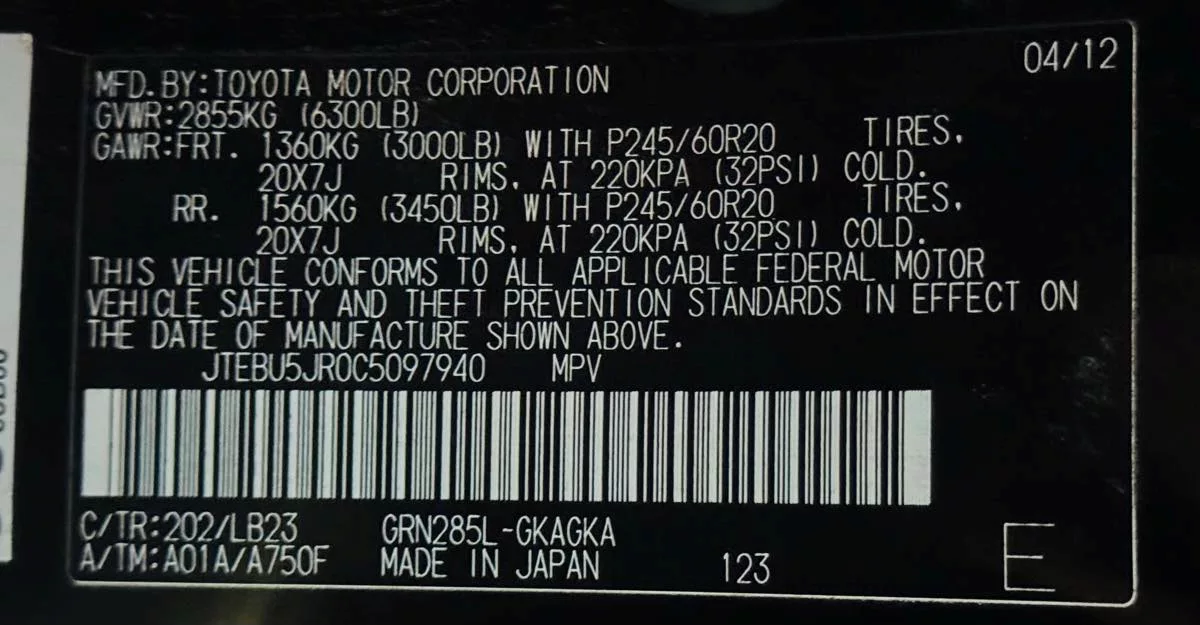 04/12
MFD. BY:TOYOTA MOTOR CORPORATION
GVWR:2855KG (6300LB)
GAWR:FRT. 1360KG (3000LB) WITH P245/60R20 TIRES,
20X7J RIMS, AT 220KPA (32PSI) COLD.
RR. 1560KG (3450LB) WITH P245/60R20 TIRES,
20X7J RIMS, AT 220KPA (32PSI) COLD.
THIS VEHICLE CONFORMS TO ALL APPLICABLE FEDERAL MOTOR
VEHICLE SAFETY AND THEFT PREVENTION STANDARDS IN EFFECT ON
THE DATE OF MANUFACTURE SHOWN ABOVE.
JTEBU5JR0C5097940 MPV
C/TR:202/LB23 GRN285L-GKAGKA
A/TM:A01A/A750F MADE IN JAPAN 123 E